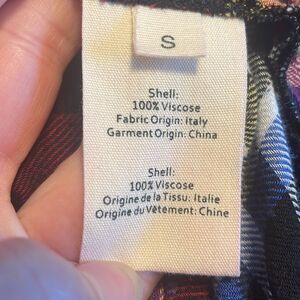 S
Shell:
100% Viscose
Fabric Origin: Italy
Garment Origin: China
Shell:
100% Viscose
Origine de la Tissu: Italie
Origine du Vêtement: Chine